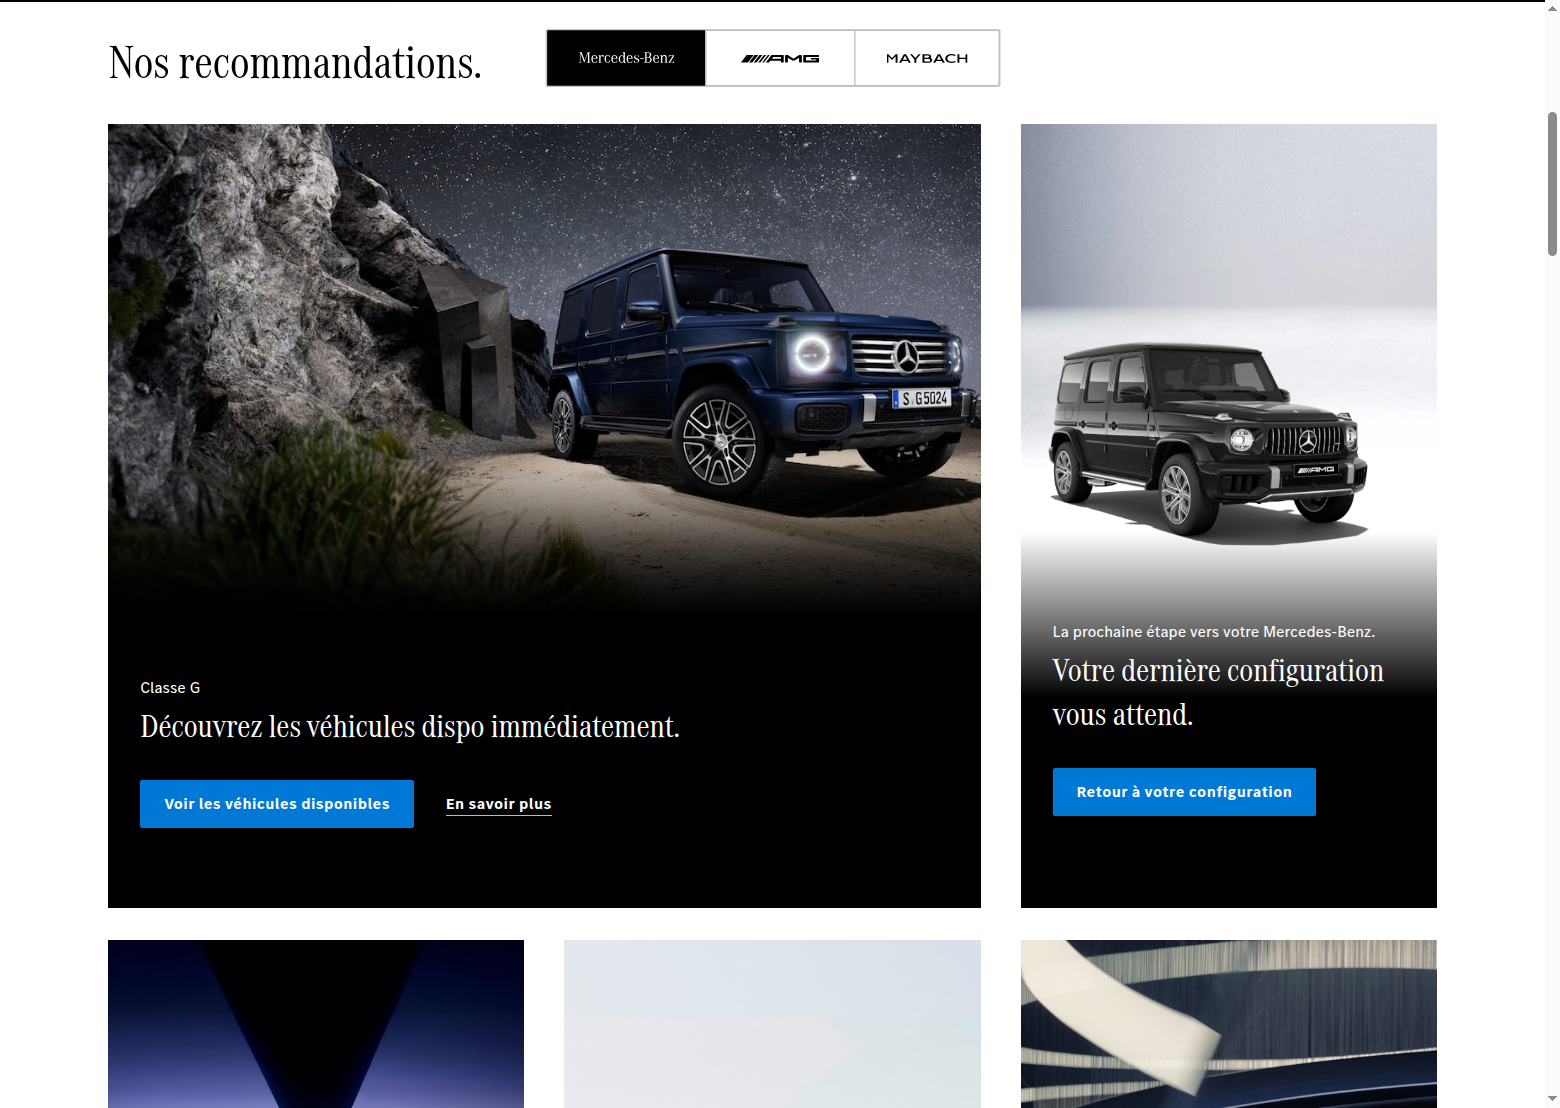 Nos recommandations.
Mercedes-Benz
AMG
MAYBACH
S G 5024
AMG
Classe G
Découvrez les véhicules dispo immédiatement.
Voir les véhicules disponibles
En savoir plus
La prochaine étape vers votre Mercedes-Benz.
Votre dernière configuration
vous attend.
Retour à votre configuration